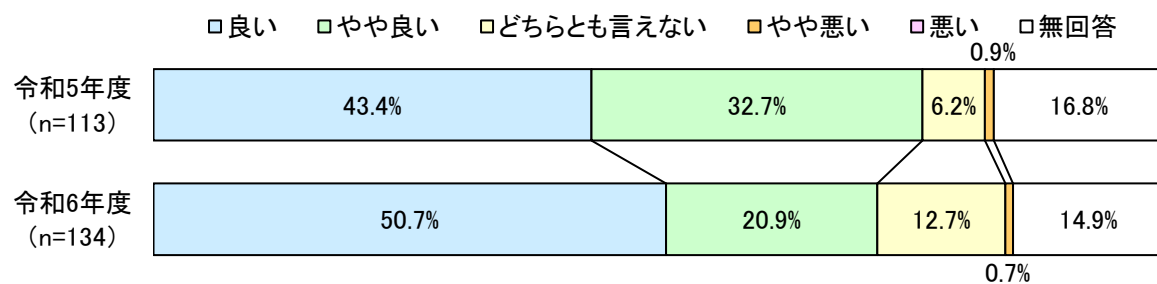 良い やや良い どちらとも言えない やや悪い 悪い 無回答
0.9%
令和5年度
(n=113)
43.4% 32.7% 6.2% 16.8%
令和6年度
(n=134)
50.7% 20.9% 12.7% 14.9%
0.7%